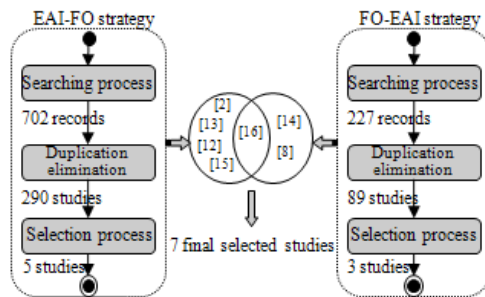 EAI-FO strategy
Searching process
702 records
Duplication
elimination
290 studies
Selection process
5 studies
[2]
[13]
[12]
[15]
[16]
[14]
[8]
7 final selected studies
FO-EAI strategy
Searching process
227 records
Duplication
elimination
89 studies
Selection process
3 studies